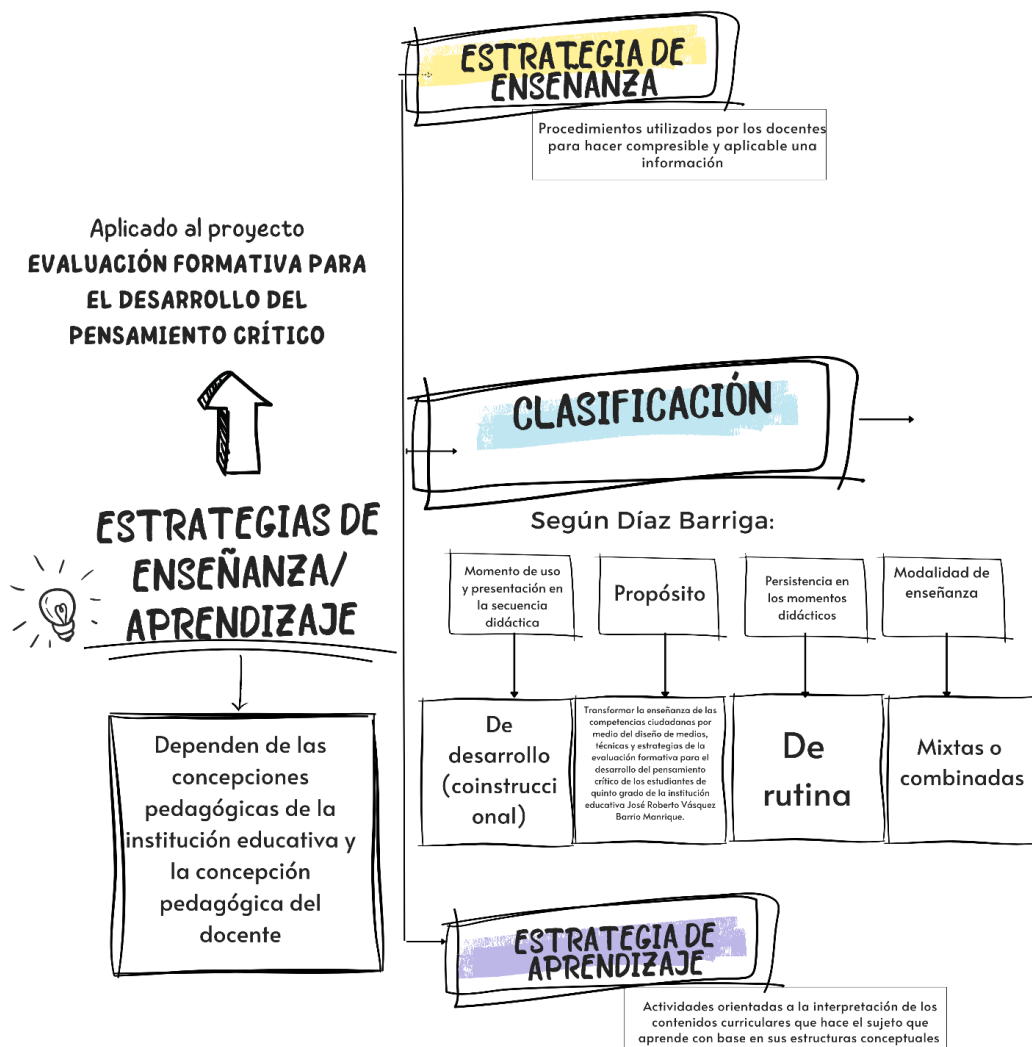 ESTRATEGIA DE
ENSEÑANZA
Procedimientos utilizados por los docentes
para hacer compresible y aplicable una
información
Aplicado al proyecto
EVALUACIÓN FORMATIVA PARA
EL DESARROLLO DEL
PENSAMIENTO CRÍTICO
ESTRATEGIAS DE
ENSEÑANZA/
APRENDIZAJE
Dependen de las
concepciones
pedagógicas de la
institución educativa y
la concepción
pedagógica del
docente
CLASIFICACIÓN
Según Díaz Barriga:
Momento de uso
y presentación en
la secuencia
didáctica
De
desarrollo
(coinstrucci
onal)
Propósito
Transformar la enseñanza de las
competencias ciudadanas por
medio del diseño de medios,
técnicas y estrategias de la
evaluación formativa para el
desarrollo del pensamiento
crítico de los estudiantes de
quinto grado de la institución
educativa José Roberto Vásquez
Barrio Manrique.
Persistencia en
los momentos
didácticos
De
rutina
Modalidad de
enseñanza
Mixtas o
combinadas
ESTRATEGIA DE
APRENDIZAJE
Actividades orientadas a la interpretación de los
contenidos curriculares que hace el sujeto que
aprende con base en sus estructuras conceptuales